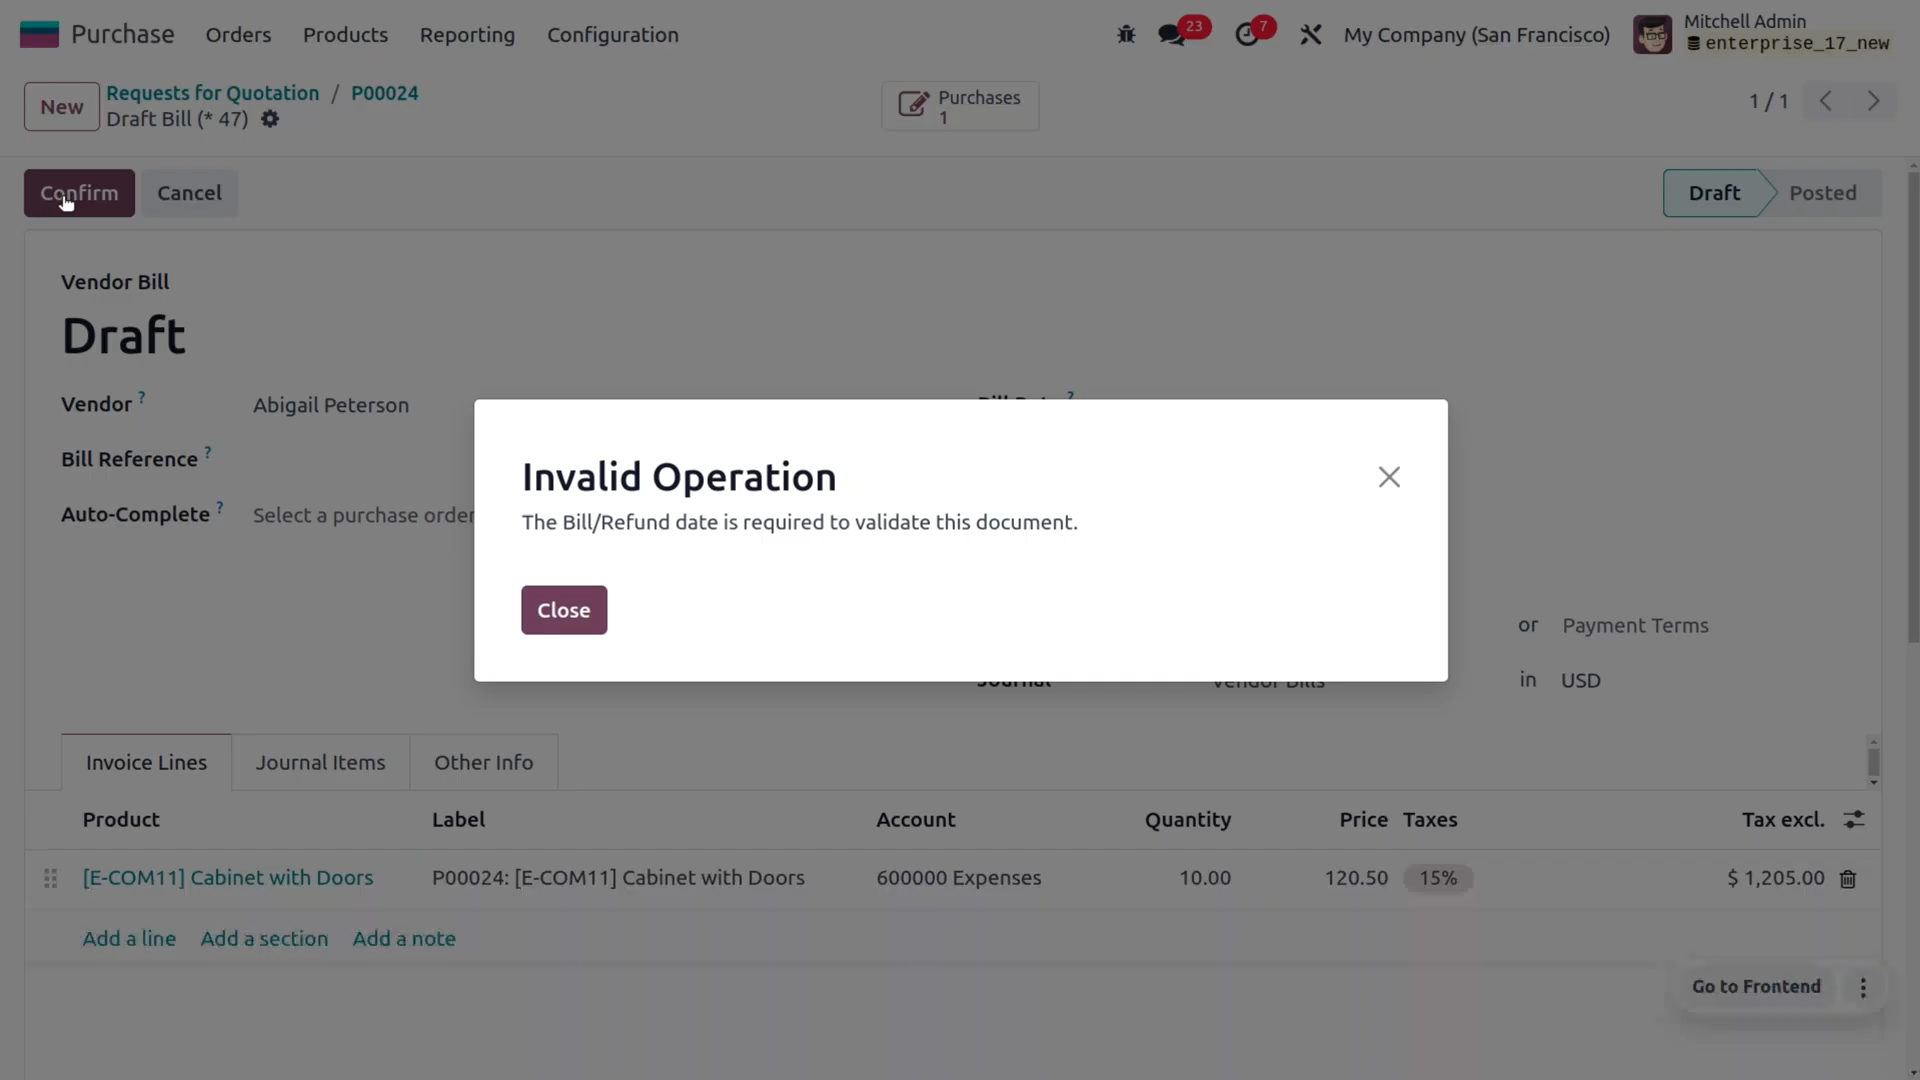 Purchase Orders Products Reporting Configuration 23 7 My Company (San Francisco) Mitchell Admin
enterprise_17_new
New Requests for Quotation / P00024
Draft Bill (* 47)
Purchases
1
1 / 1
Confirm Cancel Draft Posted
Vendor Bill
Draft
Vendor ? Abigail Peterson
Bill Reference ?
Auto-Complete ? Select a purchase order
Invalid Operation
The Bill/Refund date is required to validate this document.
Close
or Payment Terms
Journal Vendor Bills in USD
Invoice Lines Journal Items Other Info
Product Label Account Quantity Price Taxes Tax excl.
[E-COM11] Cabinet with Doors P00024: [E-COM11] Cabinet with Doors 600000 Expenses 10.00 120.50 15% $ 1,205.00
Add a line Add a section Add a note
Go to Frontend